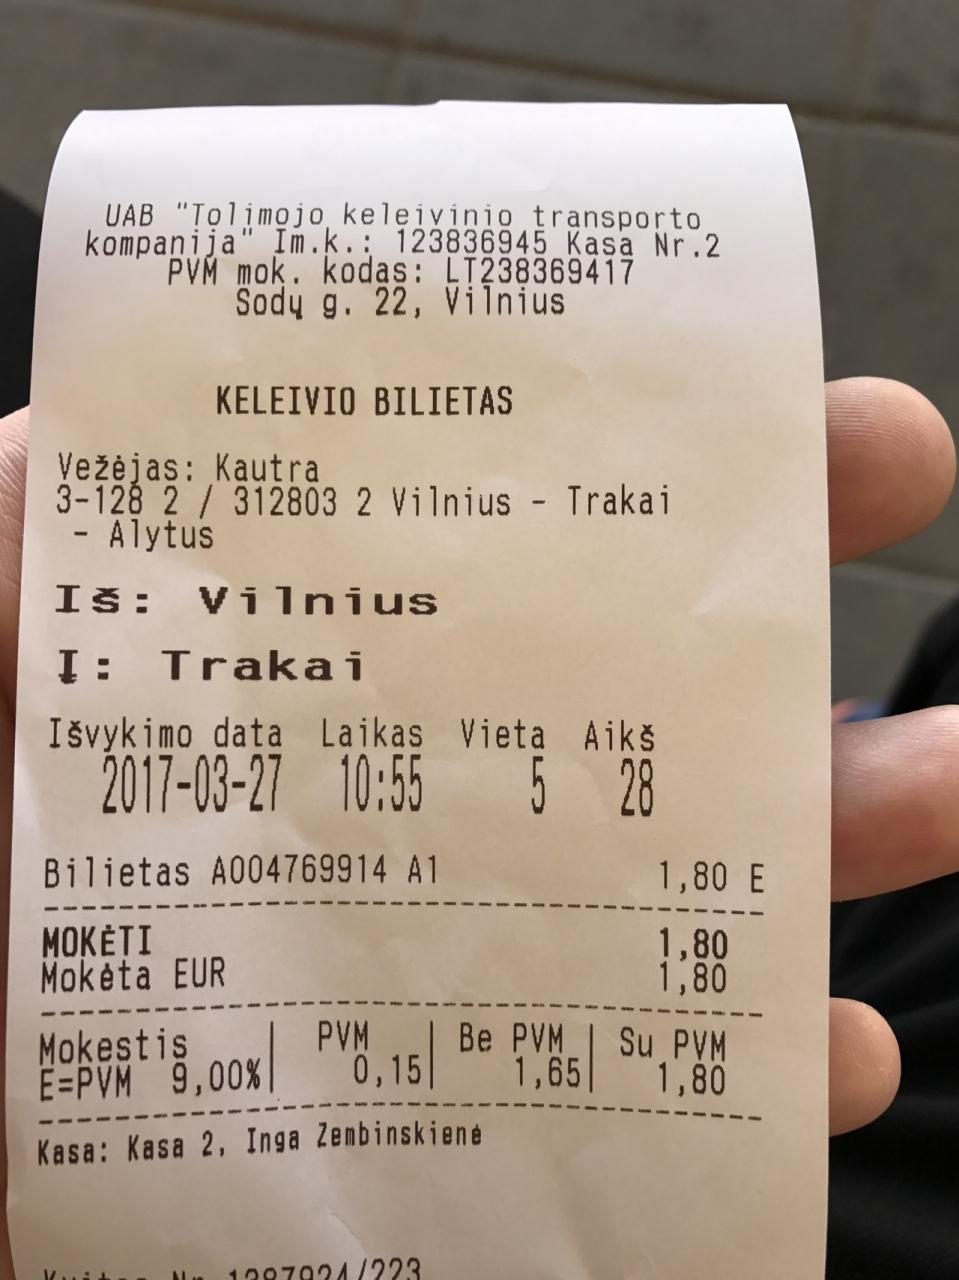 UAB "Tolimojo keleivinio transporto
kompanija" Im.k.: 123836945 Kasa Nr.2
PVM mok. kodas: LT238369417
Sodų g. 22, Vilnius
KELEIVIO BILIETAS
Vežėjas: Kautra
3-128 2 / 312803 2 Vilnius - Trakai
- Alytus
Iš: Vilnius
Į: Trakai
Išvykimo data Laikas Vieta Aikš
2017-03-27 10:55 5 28
Bilietas A004769914 A1 1,80 E
MOKĖTI 1,80
Mokėta EUR 1,80
Mokestis | PVM | Be PVM | Su PVM
E=PVM 9,00% | 0,15 | 1,65 | 1,80
Kasa: Kasa 2, Inga Zembinskienė
Kvitas Nr 1387924/223